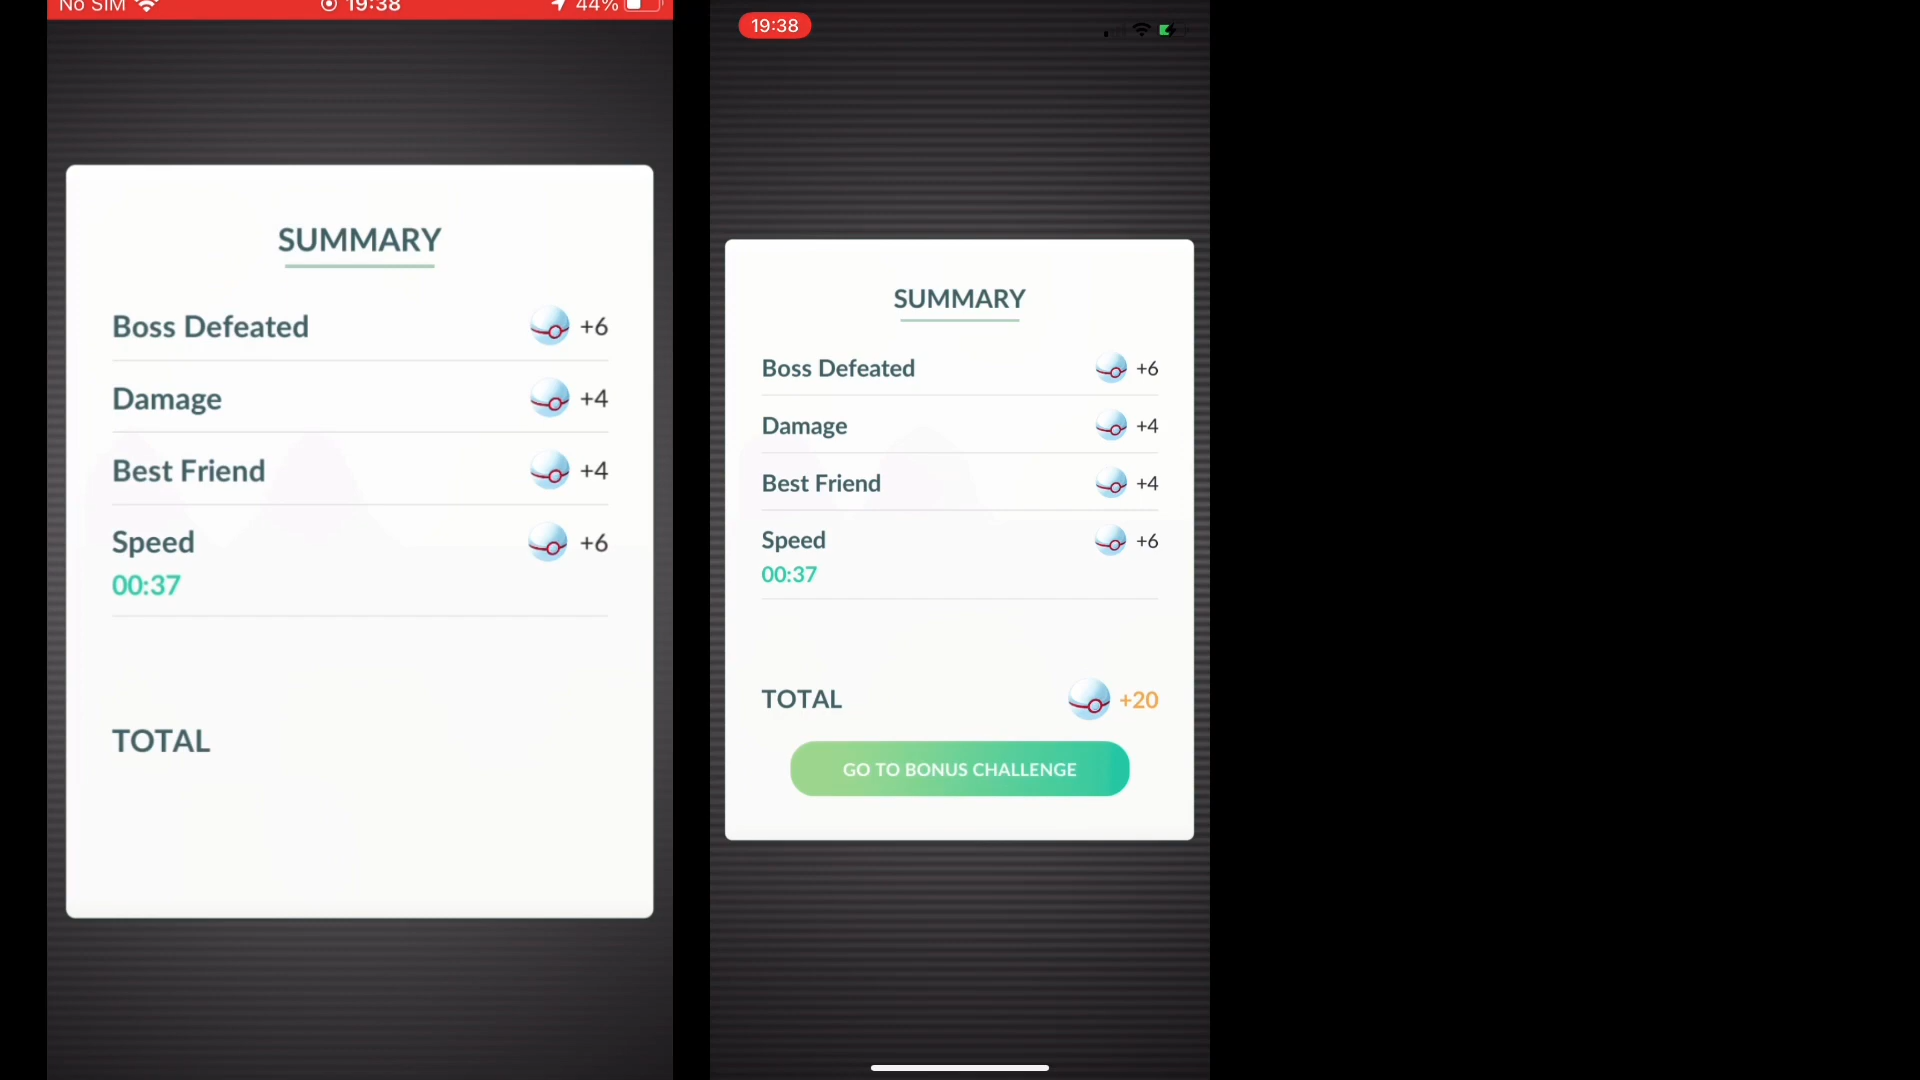 No SIM 19:38 44%
SUMMARY
Boss Defeated +6
Damage +4
Best Friend +4
Speed +6
00:37
TOTAL
19:38
SUMMARY
Boss Defeated +6
Damage +4
Best Friend +4
Speed +6
00:37
TOTAL +20
GO TO BONUS CHALLENGE